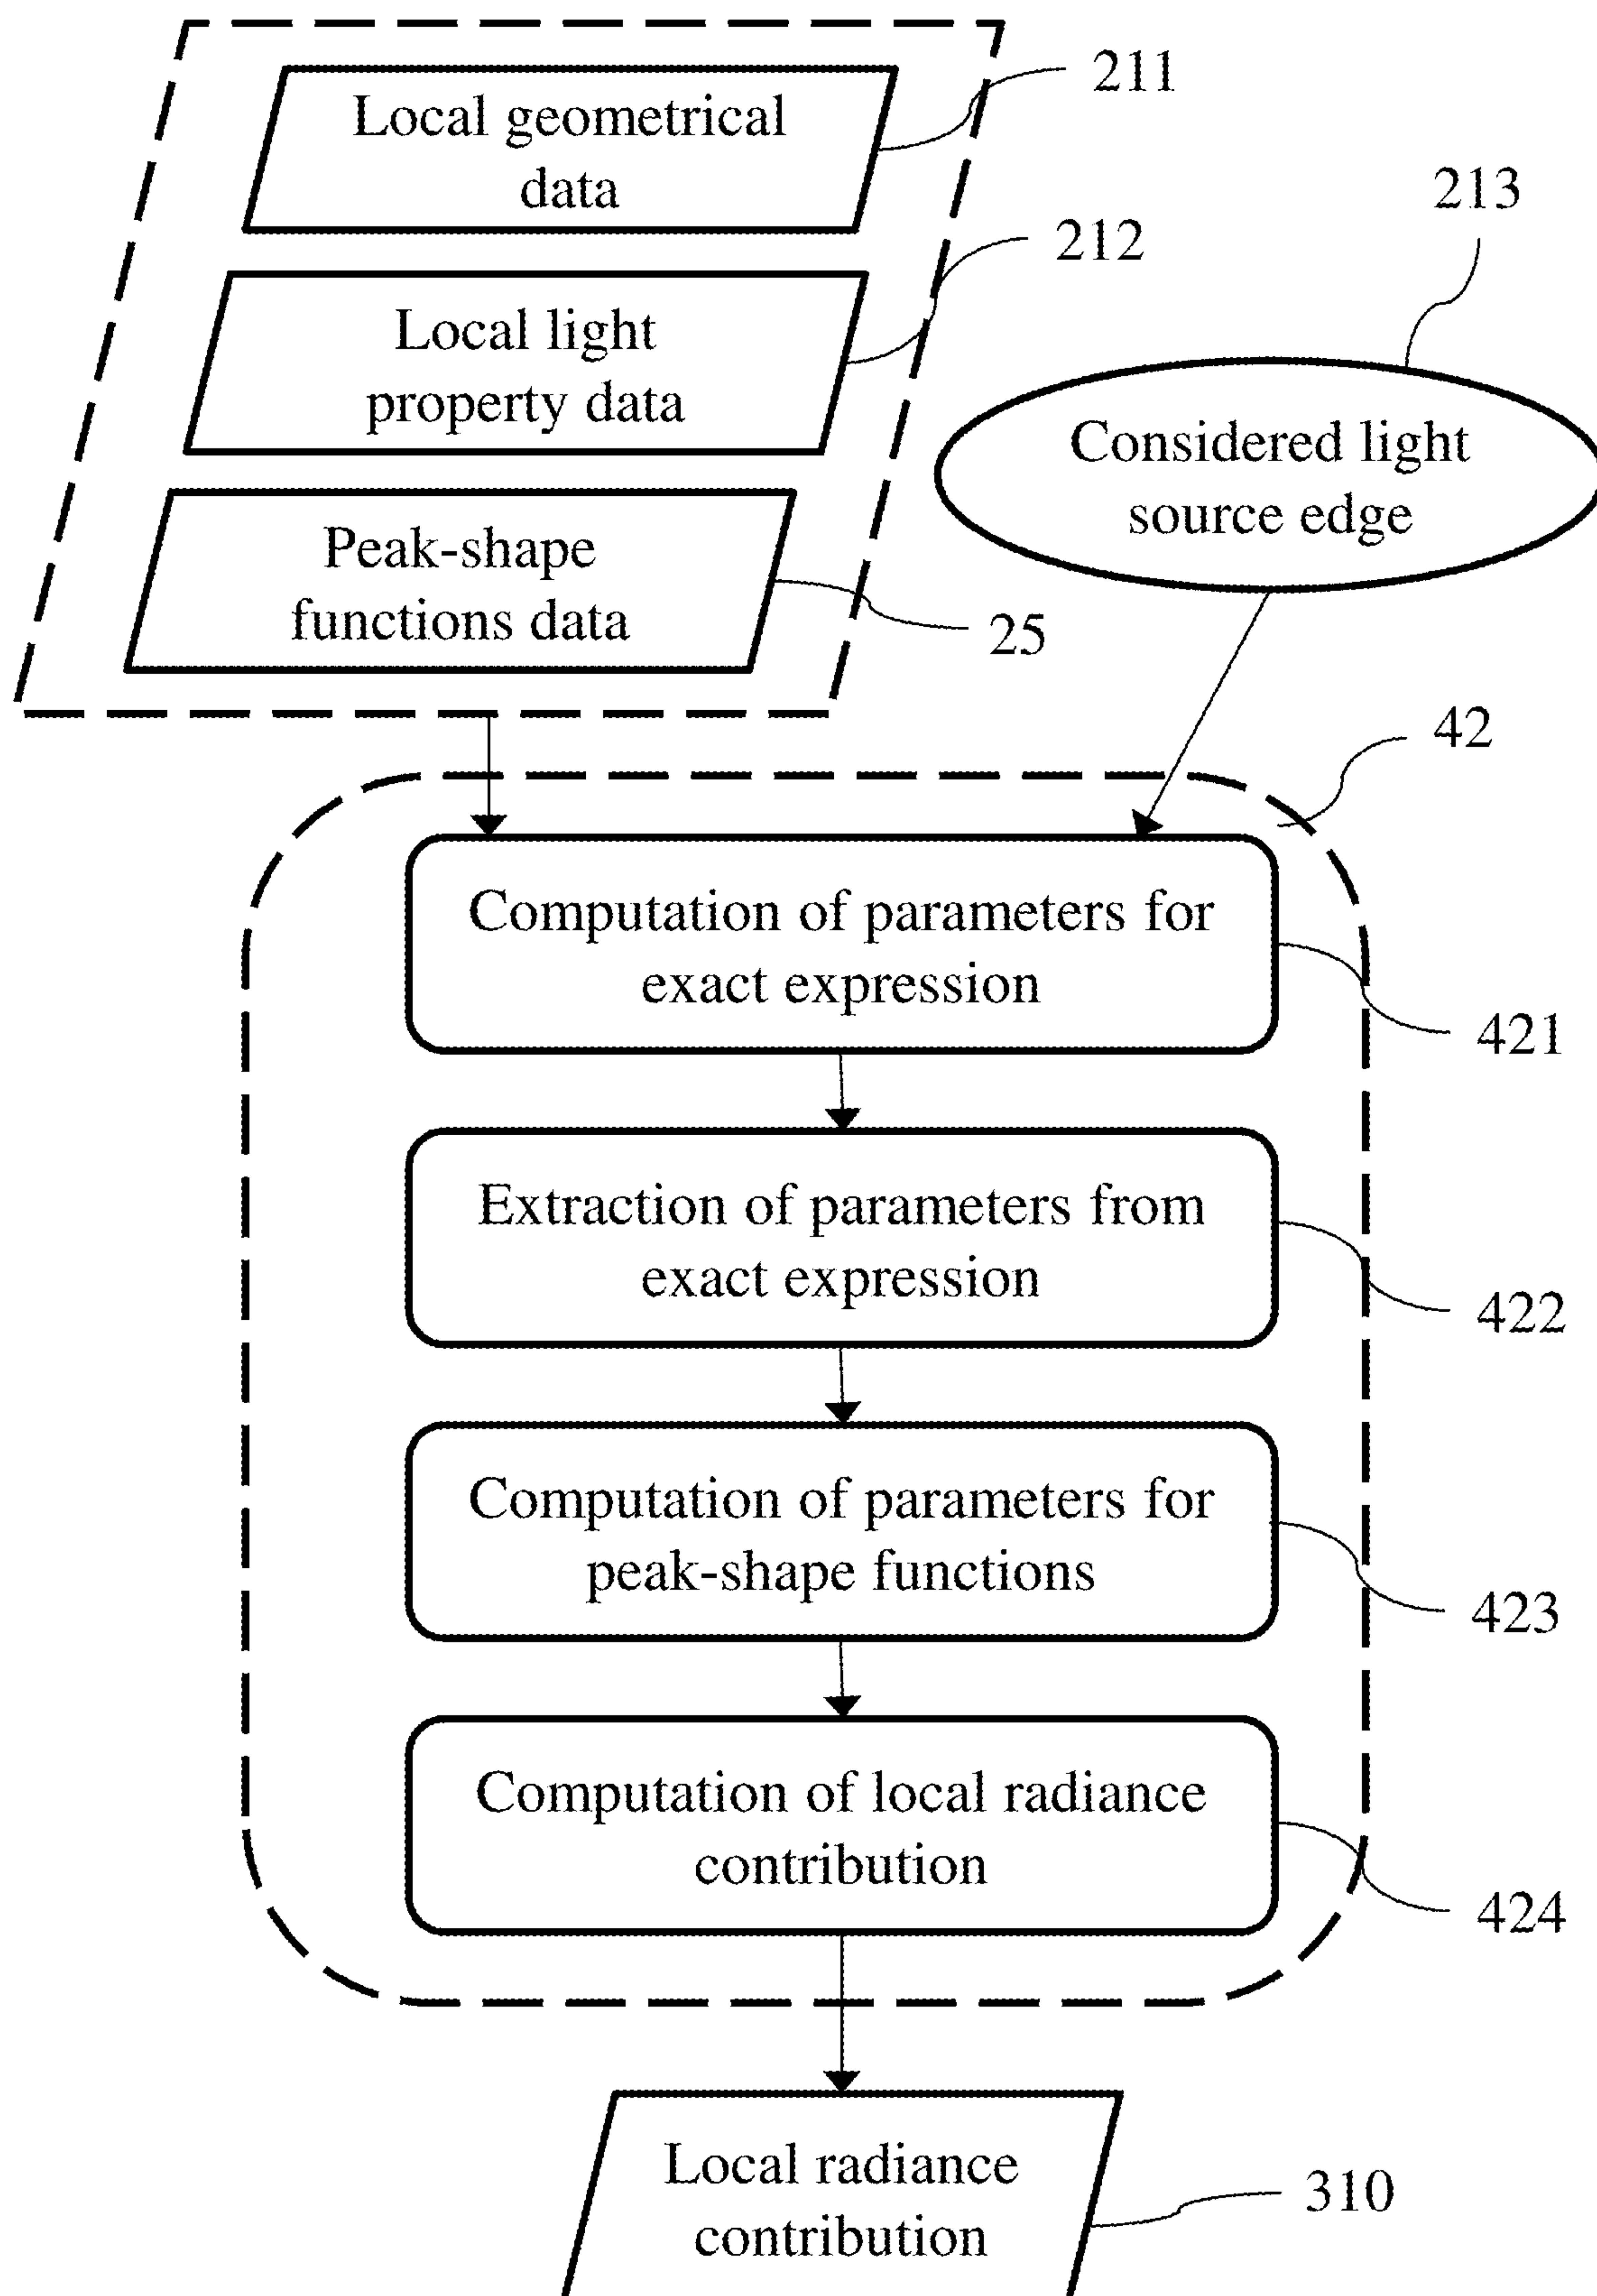 Local geometrical
data
211
Local light
property data
212
Peak-shape
functions data
25
213
Considered light
source edge
42
Computation of parameters for
exact expression
421
Extraction of parameters from
exact expression
422
Computation of parameters for
peak-shape functions
423
Computation of local radiance
contribution
424
Local radiance
contribution
310